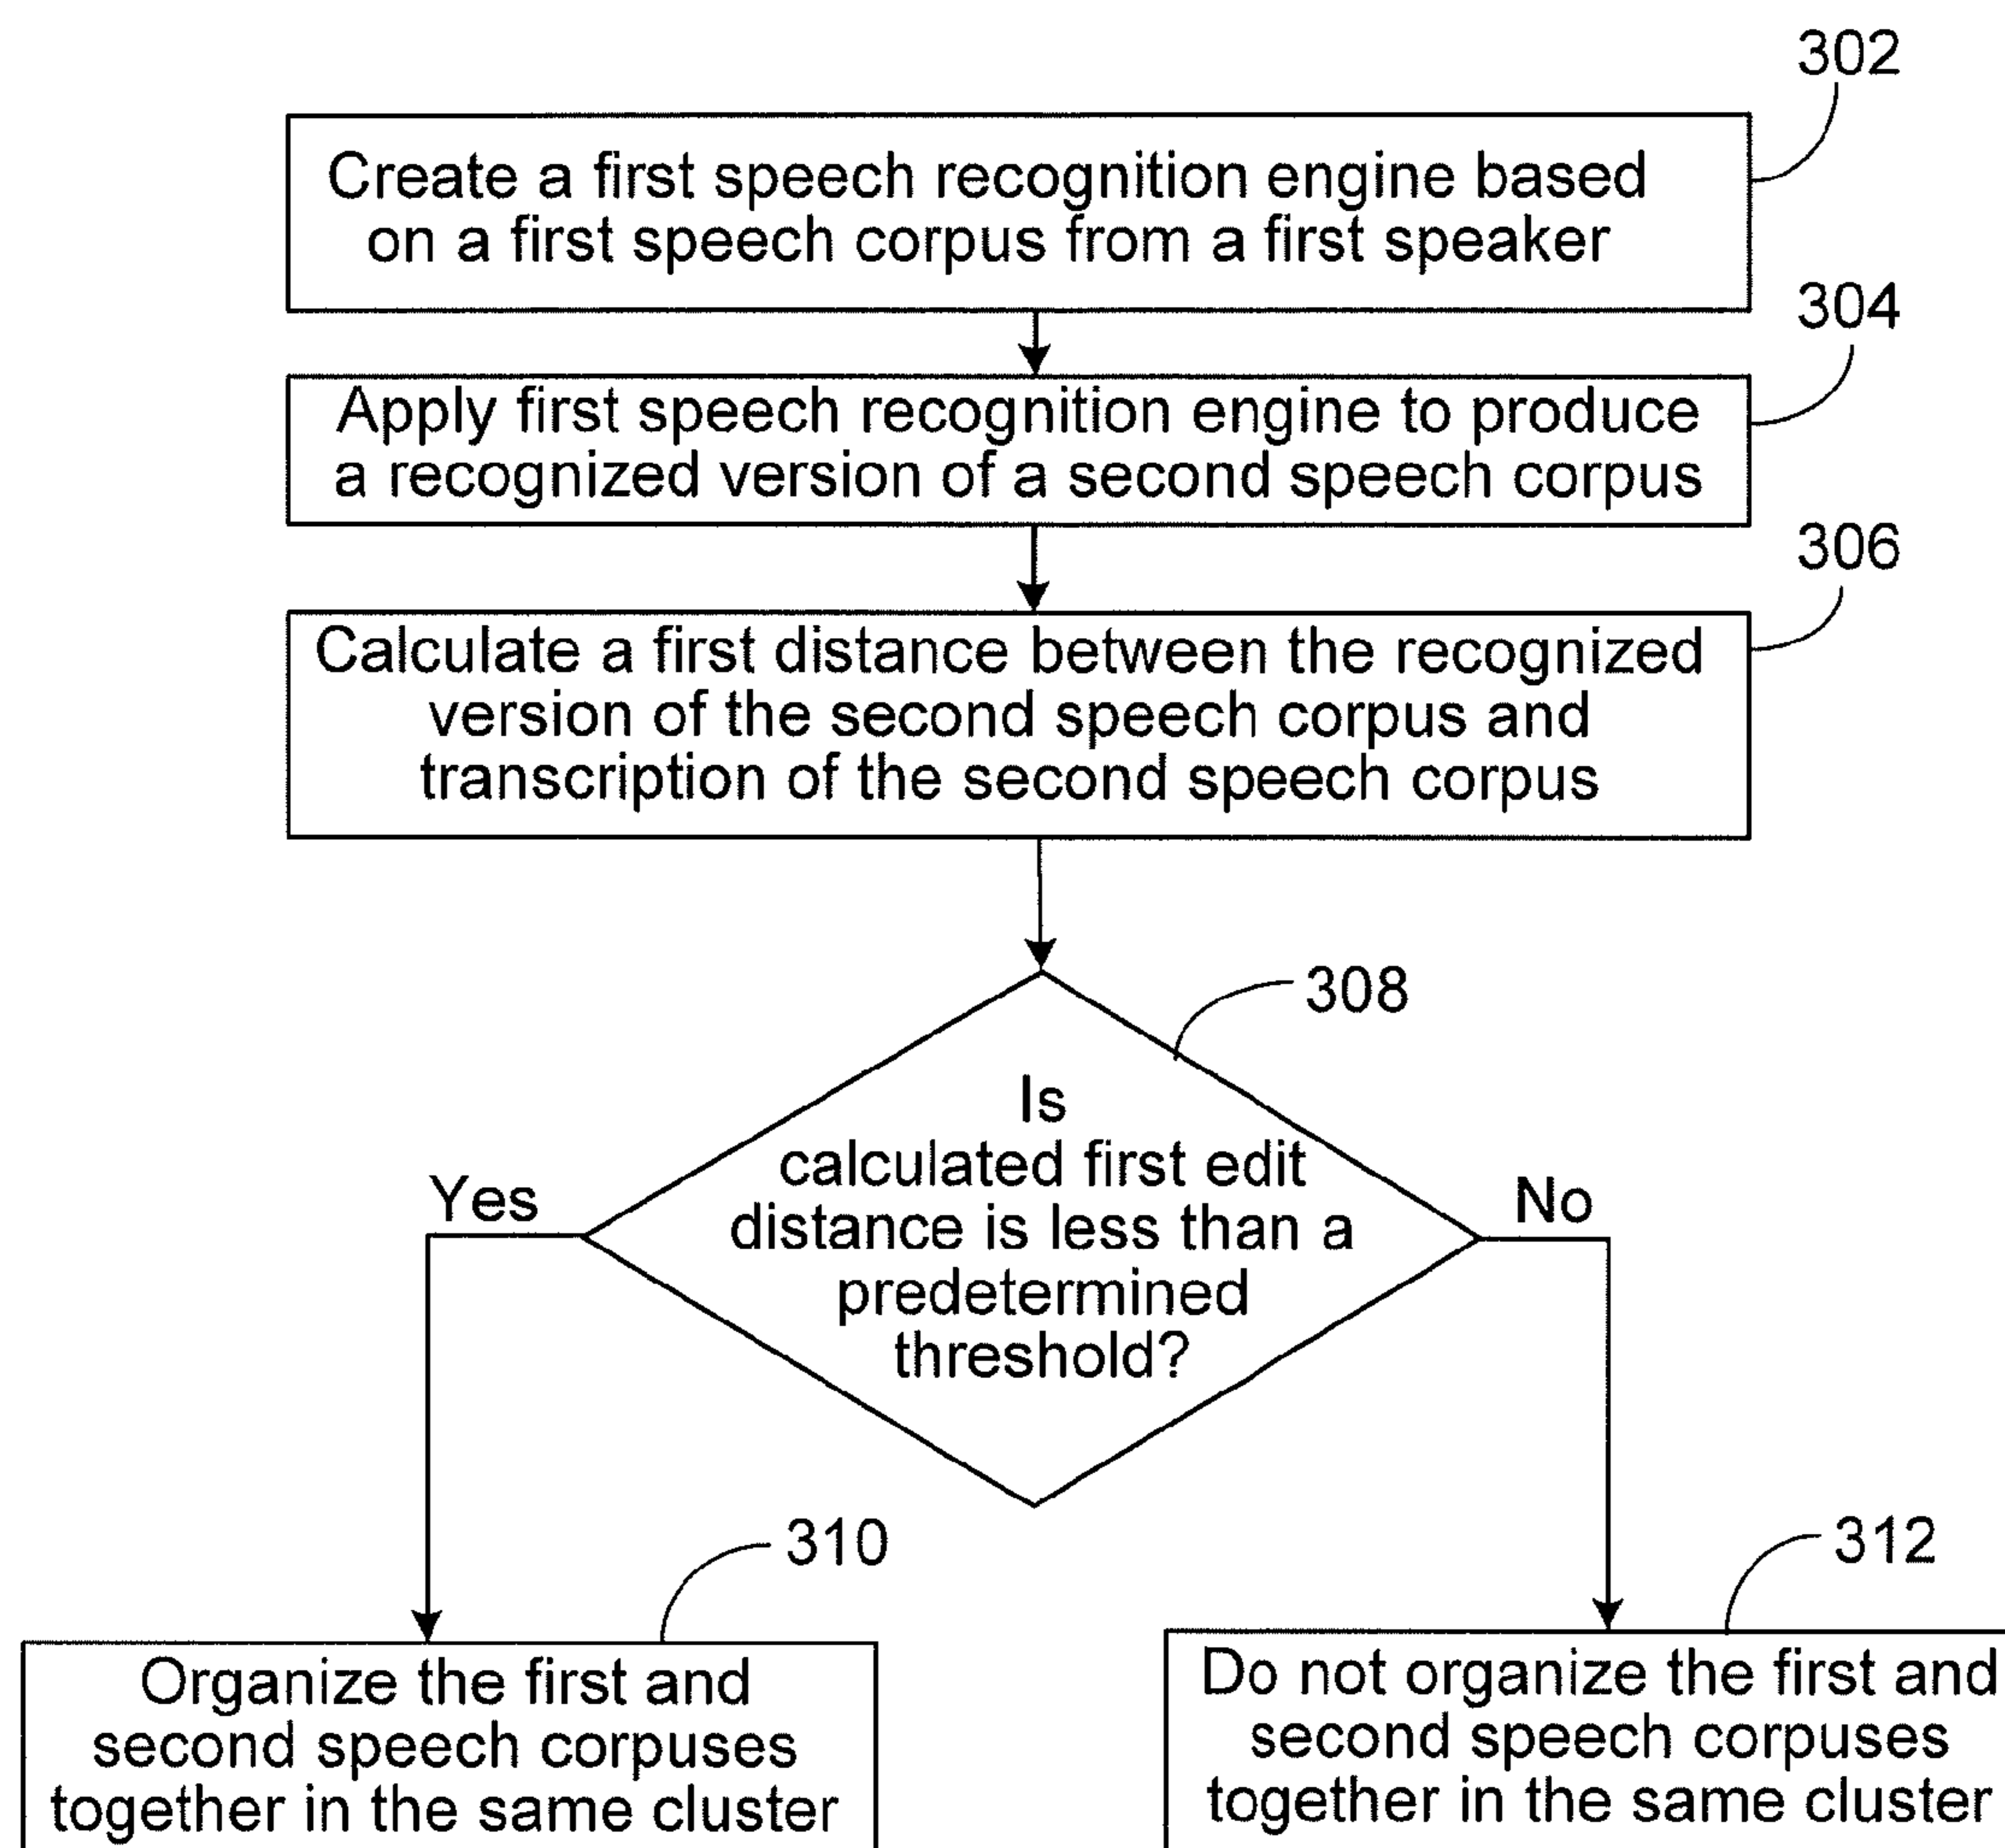 302
Create a first speech recognition engine based
on a first speech corpus from a first speaker
304
Apply first speech recognition engine to produce
a recognized version of a second speech corpus
306
Calculate a first distance between the recognized
version of the second speech corpus and
transcription of the second speech corpus
308
Is
calculated first edit
distance is less than a
predetermined
threshold?
Yes
No
310
Organize the first and
second speech corpuses
together in the same cluster
312
Do not organize the first and
second speech corpuses
together in the same cluster